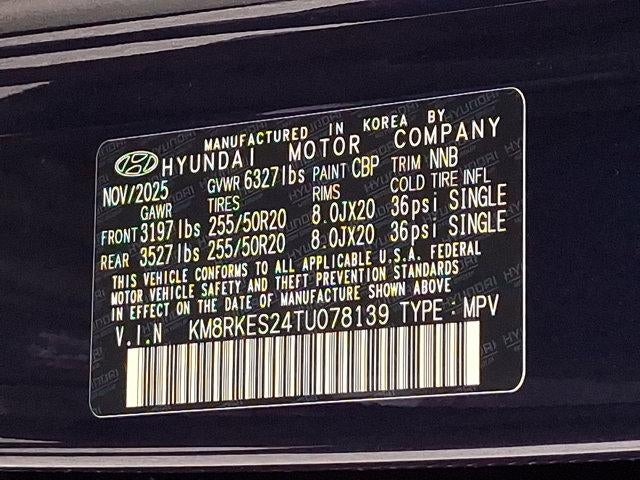 MANUFACTURED IN KOREA BY
HYUNDAI MOTOR COMPANY
NOV/2025 GVWR 6327lbs PAINT CBP TRIM NNB
GAWR TIRES RIMS COLD TIRE INFL
FRONT 3197lbs 255/50R20 8.0JX20 36psi SINGLE
REAR 3527lbs 255/50R20 8.0JX20 36psi SINGLE
THIS VEHICLE CONFORMS TO ALL APPLICABLE U.S.A. FEDERAL
MOTOR VEHICLE SAFETY AND THEFT PREVENTION STANDARDS
IN EFFECT ON THE DATE OF MANUFACTURE SHOWN ABOVE
V.I.N KM8RKES24TU078139 TYPE : MPV